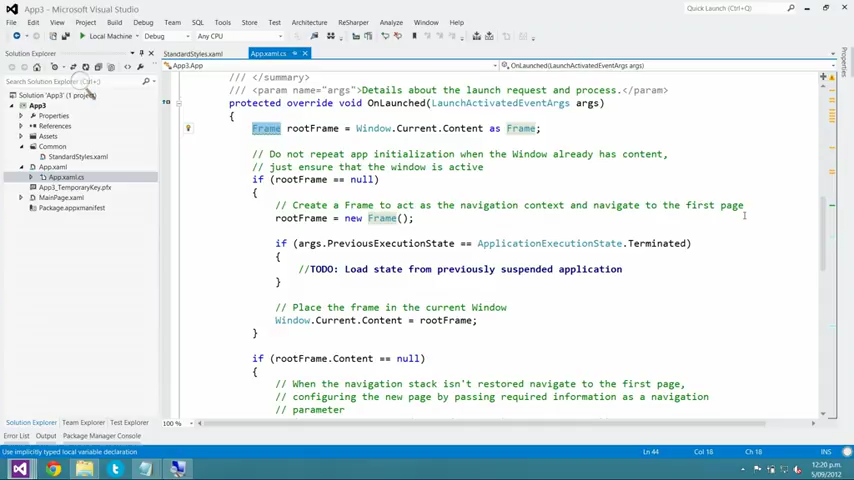 App3 - Microsoft Visual Studio
Quick Launch (Ctrl+Q)
File Edit View Project Build Debug Team SQL Tools Store Test Architecture ReSharper Analyze Window Help
Local Machine Debug Any CPU
Solution Explorer
StandardStyles.xaml App.xaml.cs
App3.App OnLaunched(LaunchActivatedEventArgs args)
Search Solution Explorer (Ctrl+;)
Solution 'App3' (1 project)
App3
Properties
References
Assets
Common
StandardStyles.xaml
App.xaml
App.xaml.cs
App3_TemporaryKey.pfx
MainPage.xaml
Package.appxmanifest
/// </summary>
/// <param name="args">Details about the launch request and process.</param>
protected override void OnLaunched(LaunchActivatedEventArgs args)
{
Frame rootFrame = Window.Current.Content as Frame;
// Do not repeat app initialization when the Window already has content,
// just ensure that the window is active
if (rootFrame == null)
{
// Create a Frame to act as the navigation context and navigate to the first page
rootFrame = new Frame();
if (args.PreviousExecutionState == ApplicationExecutionState.Terminated)
{
//TODO: Load state from previously suspended application
}
// Place the frame in the current Window
Window.Current.Content = rootFrame;
}
if (rootFrame.Content == null)
{
// When the navigation stack isn't restored navigate to the first page,
// configuring the new page by passing required information as a navigation
// parameter
100 %
Solution Explorer Team Explorer Test Explorer
Error List Output Package Manager Console
Use implicitly typed local variable declaration Ln 44 Col 18 Ch 18 INS
12:20 p.m.
5/09/2012